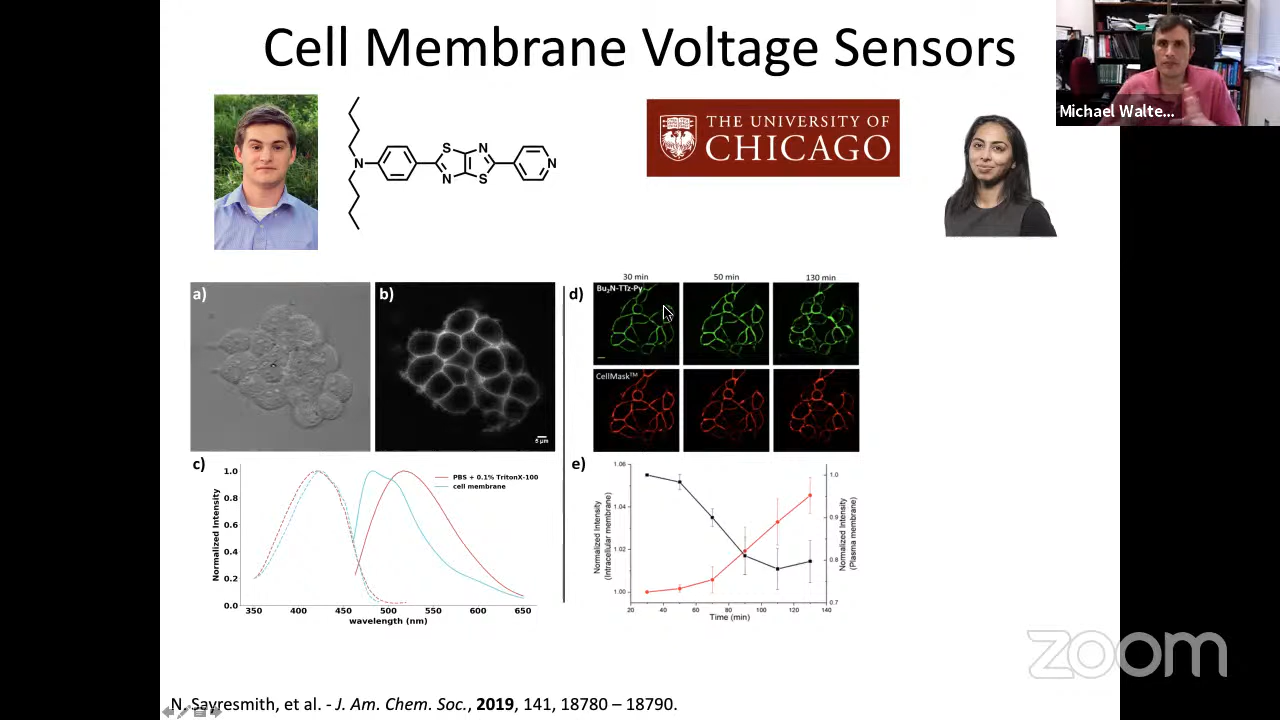 Cell Membrane Voltage Sensors
Michael Walte...
THE UNIVERSITY OF
CHICAGO
S
N
N
S
N
N
a)
b)
5 µm
c)
Normalized Intensity
1.0
0.8
0.6
0.4
0.2
0.0
PBS + 0.1% TritonX-100
cell membrane
350 400 450 500 550 600 650
wavelength (nm)
d)
30 min 50 min 130 min
Bu₂N-TTz-Py
CellMask™
e)
Normalized Intensity
(Intracellular membrane)
1.06
1.04
1.02
1.00
1.0
0.9
0.8
0.7
Normalized Intensity
(Plasma membrane)
20 40 60 80 100 120 140
Time (min)
zoom
N. Sayresmith, et al. - J. Am. Chem. Soc., 2019, 141, 18780 – 18790.